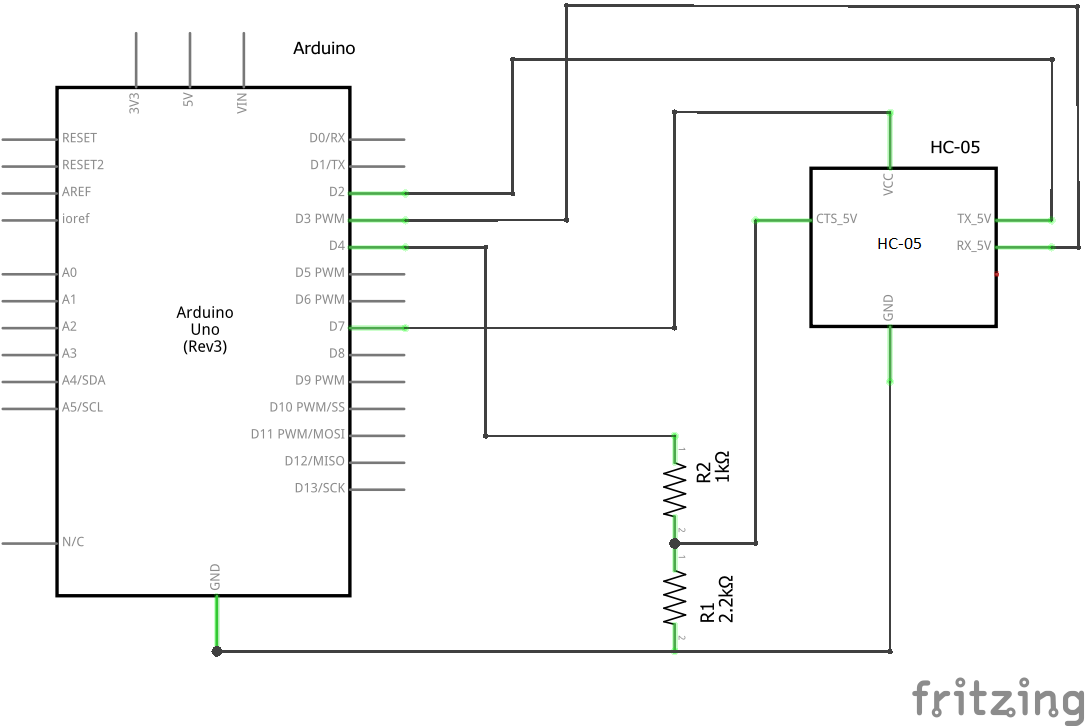 Arduino
3V3
5V
VIN
RESET
RESET2
AREF
ioref
A0
A1
A2
A3
A4/SDA
A5/SCL
N/C
D0/RX
D1/TX
D2
D3 PWM
D4
D5 PWM
D6 PWM
D7
D8
D9 PWM
D10 PWM/SS
D11 PWM/MOSI
D12/MISO
D13/SCK
Arduino
Uno
(Rev3)
GND
HC-05
VCC
CTS_5V
TX_5V
RX_5V
HC-05
GND
1
R2
1kΩ
2
1
R1
2.2kΩ
2
fritzing